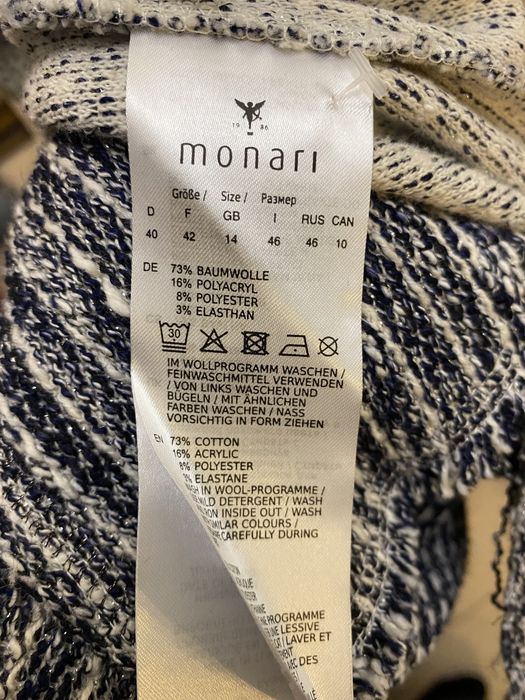 19 86
monari
Größe / Size / Размер
D F GB I RUS CAN
40 42 14 46 46 10
DE 73% BAUMWOLLE
16% POLYACRYL
8% POLYESTER
3% ELASTHAN
30
IM WOLLPROGRAMM WASCHEN /
FEINWASCHMITTEL VERWENDEN
/ VON LINKS WASCHEN UND
BÜGELN / MIT ÄHNLICHEN
FARBEN WASCHEN / NASS
VORSICHTIG IN FORM ZIEHEN
EN 73% COTTON
16% ACRYLIC
8% POLYESTER
3% ELASTANE
IN WOOL-PROGRAMME /
MILD DETERGENT / WASH
IRON INSIDE OUT / WASH
SIMILAR COLOURS /
CAREFULLY DURING
PROGRAMME
LESSIVE
LAVER ET
DES